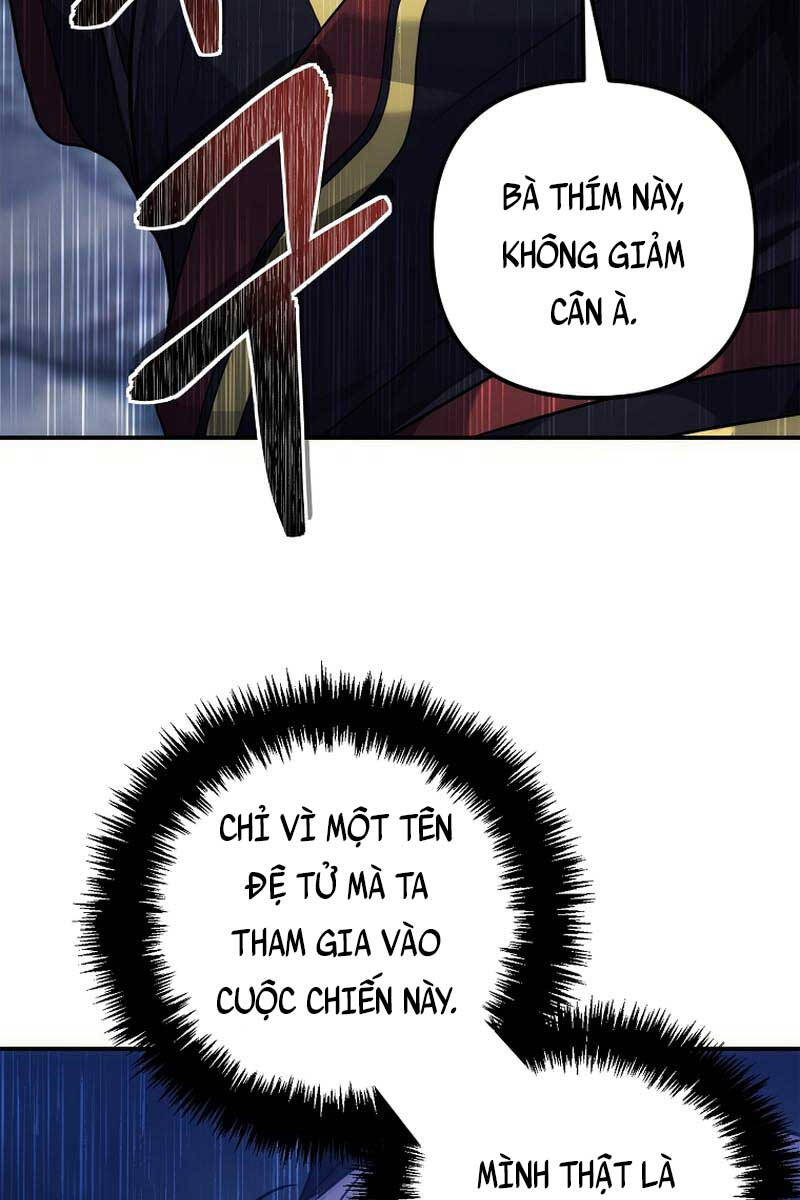 BÀ THÍM NÀY,
KHÔNG GIẢM
CÂN À.
CHỈ VÌ MỘT TÊN
ĐỆ TỬ MÀ TA
THAM GIA VÀO
CUỘC CHIẾN NÀY.
MÌNH THẬT LÀ